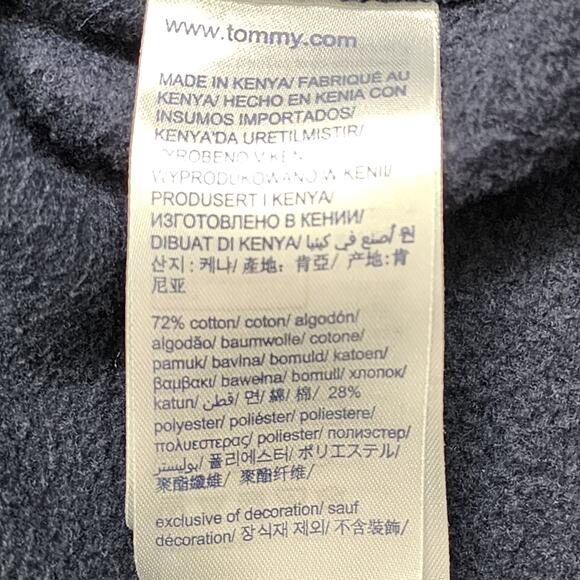 www.tommy.com
MADE IN KENYA/ FABRIQUÉ AU
KENYA/ HECHO EN KENIA CON
INSUMOS IMPORTADOS/
KENYA'DA URETILMISTIR/
VYROBENO V KEN
WYPRODUKOWANO W KENII/
PRODUSERT I KENYA/
ИЗГОТОВЛЕНО В КЕНИИ/
DIBUAT DI KENYA/ أصنع في كينيا/ 원
산지 : 케냐/ 產地: 肯亞/ 产地:肯
尼亚
72% cotton/ coton/ algodón/
algodão/ baumwolle/ cotone/
pamuk/ bavlna/ bomuld/ katoen/
βαμβακι/ bawełna/ bomull/ хлопок/
katun/ قطن/ 면/ 綿/ 棉/ 28%
polyester/ poliéster/ poliestere/
πολυεστερας/ poliester/ полиэстер/
بوليستر/ 폴리에스터/ ポリエステル/
聚酯纖維/ 聚酯纤维/
exclusive of decoration/ sauf
décoration/ 장식재 제외/ 不含裝飾/